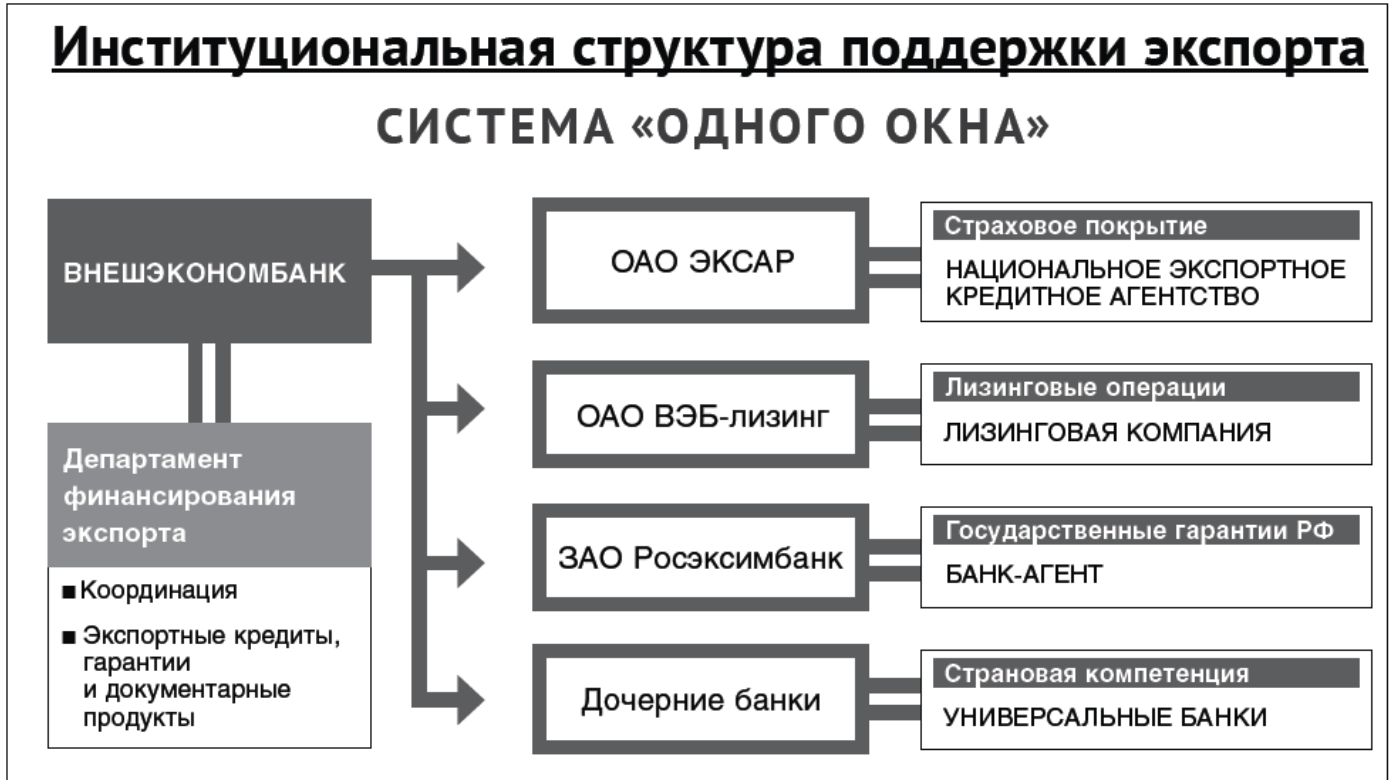 Институциональная структура поддержки экспорта
СИСТЕМА «ОДНОГО ОКНА»
ВНЕШЭКОНОМБАНК
Департамент
финансирования
экспорта
■ Координация
■ Экспортные кредиты,
гарантии
и документарные
продукты
ОАО ЭКСАР
Страховое покрытие
НАЦИОНАЛЬНОЕ ЭКСПОРТНОЕ
КРЕДИТНОЕ АГЕНТСТВО
ОАО ВЭБ-лизинг
Лизинговые операции
ЛИЗИНГОВАЯ КОМПАНИЯ
ЗАО Росэксимбанк
Государственные гарантии РФ
БАНК-АГЕНТ
Дочерние банки
Страновая компетенция
УНИВЕРСАЛЬНЫЕ БАНКИ